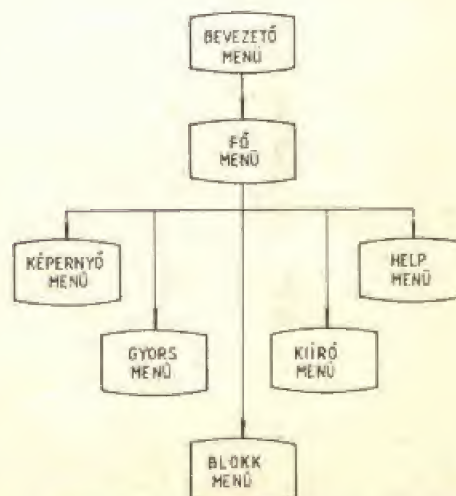 BEVEZETŐ
MENÜ
FŐ
MENÜ
KÉPERNYŐ
MENÜ
HELP
MENÜ
GYORS
MENÜ
KIÍRÓ
MENÜ
BLOKK
MENÜ